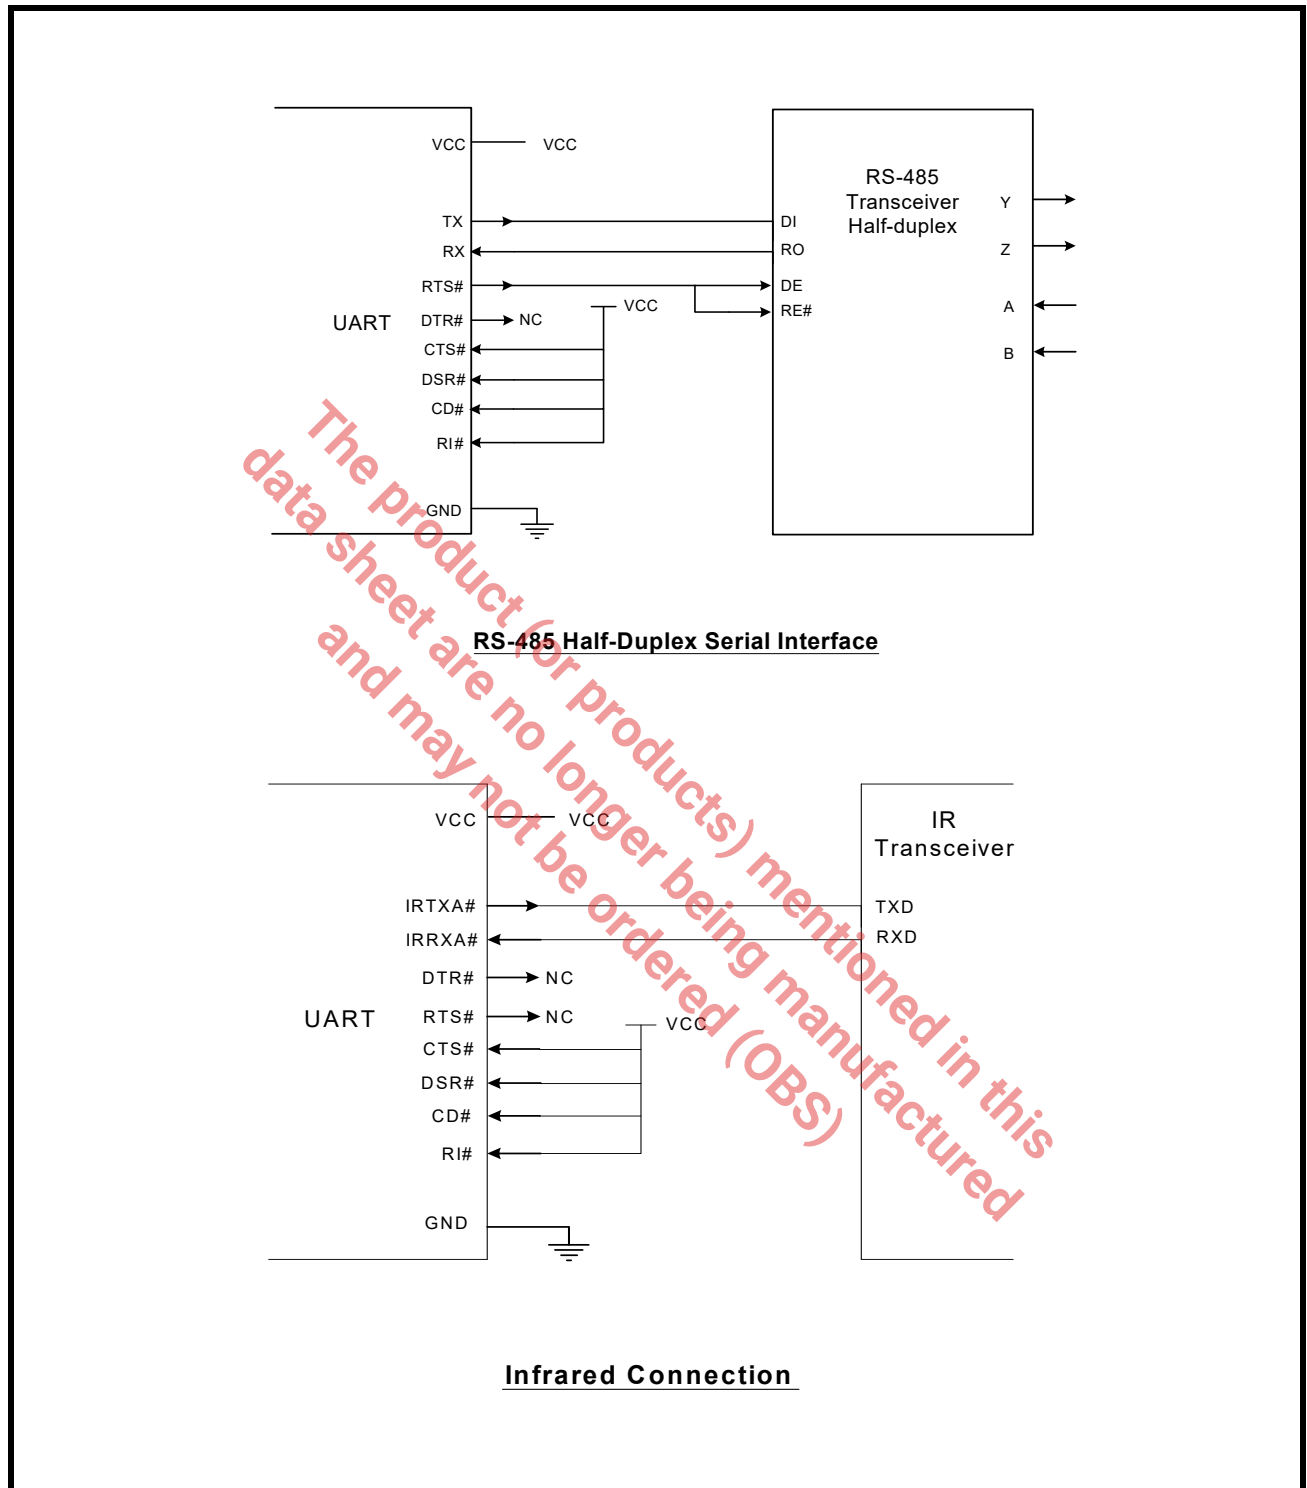 VCC
VCC
TX
RX
RTS#
DTR#
NC
CTS#
DSR#
CD#
RI#
GND
UART
VCC
RS-485
Transceiver
Half-duplex
DI
RO
DE
RE#
Y
Z
A
B
RS-485 Half-Duplex Serial Interface
VCC
VCC
IRTXA#
IRRXA#
DTR#
NC
RTS#
NC
CTS#
DSR#
CD#
RI#
GND
UART
VCC
IR
Transceiver
TXD
RXD
Infrared Connection
The product (or products) mentioned in this
data sheet are no longer being manufactured
and may not be ordered (OBS)